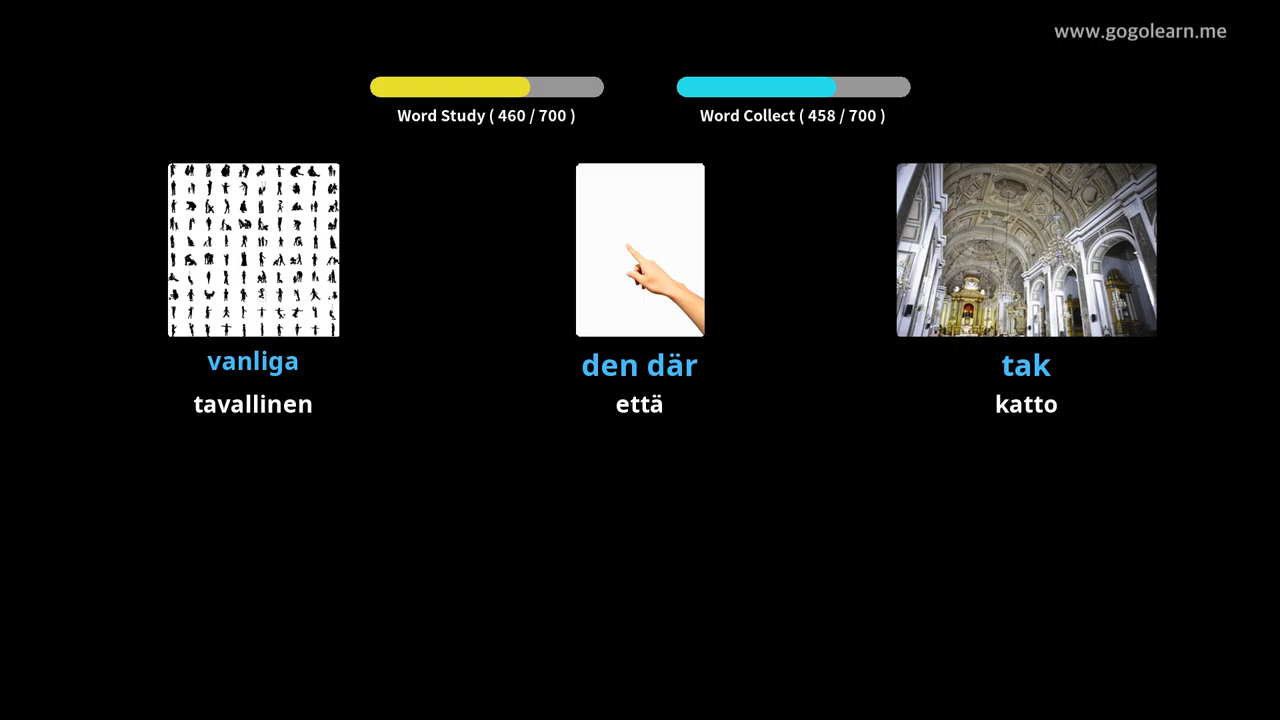 www.gogolearn.me
Word Study ( 460 / 700 )
Word Collect ( 458 / 700 )
vanliga
den där
tak
tavallinen
että
katto